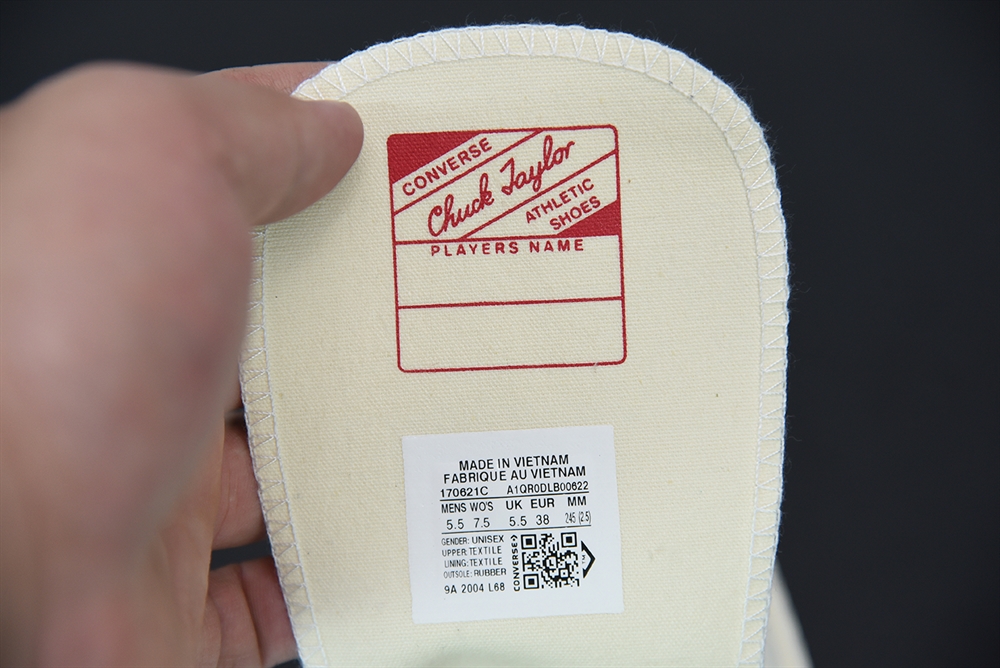 CONVERSE
Chuck Taylor
ATHLETIC
SHOES
PLAYERS NAME
MADE IN VIETNAM
FABRIQUE AU VIETNAM
170621C A1QR0DLB00622
MENS WO'S UK EUR MM
5.5 7.5 5.5 38 245 (2.5)
GENDER: UNISEX
UPPER: TEXTILE
LINING: TEXTILE
OUTSOLE: RUBBER
9A 2004 L68
CONVERSE